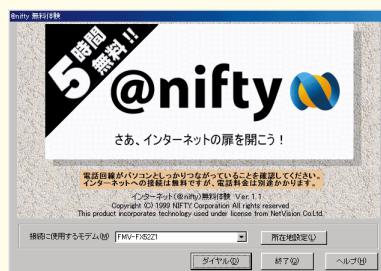 @nifty 無料体験
5時間
無料!!
@nifty
さあ、インターネットの扉を開こう！
電話回線がパソコンとしっかりつながっていることを確認してください。
インターネットへの接続は無料ですが、電話料金は別途かかります。
インターネット(@nifty)無料体験 Ver. 1.1
Copyright (C) 1999 NIFTY Corporation All rights reserved
This product incorporates technology used under license from NetVision Co.Ltd.
接続に使用するモデム(M) FMV-FX52Z1 所在地設定(L)
ダイヤル(D) 終了(Q) ヘルプ(H)